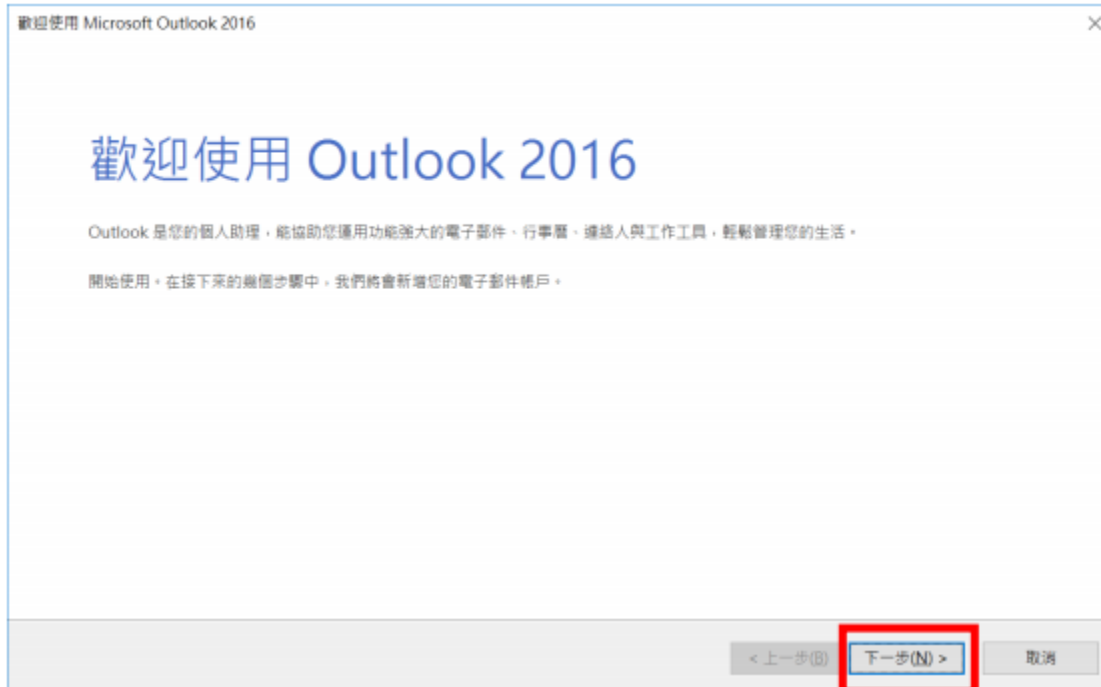 歡迎使用 Microsoft Outlook 2016
歡迎使用 Outlook 2016
Outlook 是您的個人助理，能協助您運用功能強大的電子郵件、行事曆、連絡人與工作工具，輕鬆管理您的生活。
開始使用。在接下來的幾個步驟中，我們將會新增您的電子郵件帳戶。
< 上一步(B) 下一步(N) > 取消